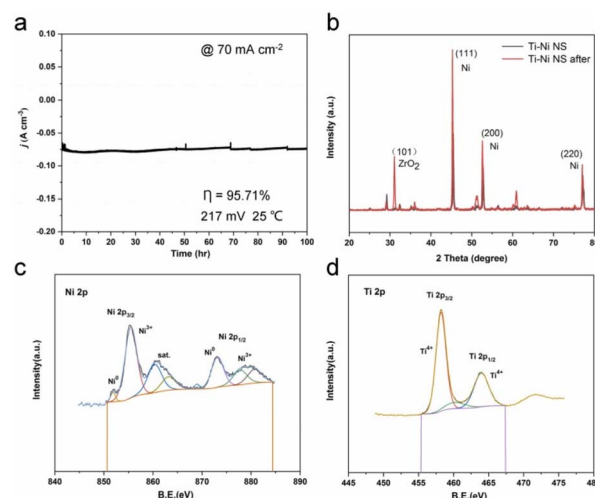 a
0.10
0.05
0.00
-0.05
-0.10
-0.15
-0.20
j (A cm-2)
@ 70 mA cm-2
η = 95.71%
217 mV 25 ℃
0 10 20 30 40 50 60 70 80 90 100
Time (hr)
b
Ti-Ni NS
Ti-Ni NS after
(111)
Ni
(101)
ZrO2
(200)
Ni
(220)
Ni
Intensity (a.u.)
20 30 40 50 60 70 80
2 Theta (degree)
c
Ni 2p
Ni 2p3/2
Ni3+
Ni0
sat.
Ni 2p1/2
Ni0
Ni3+
Intensity(a.u.)
840 850 860 870 880 890
B.E.(eV)
d
Ti 2p
Ti 2p3/2
Ti4+
Ti 2p1/2
Ti4+
Intensity(a.u.)
445 450 455 460 465 470 475 480
B.E.(eV)